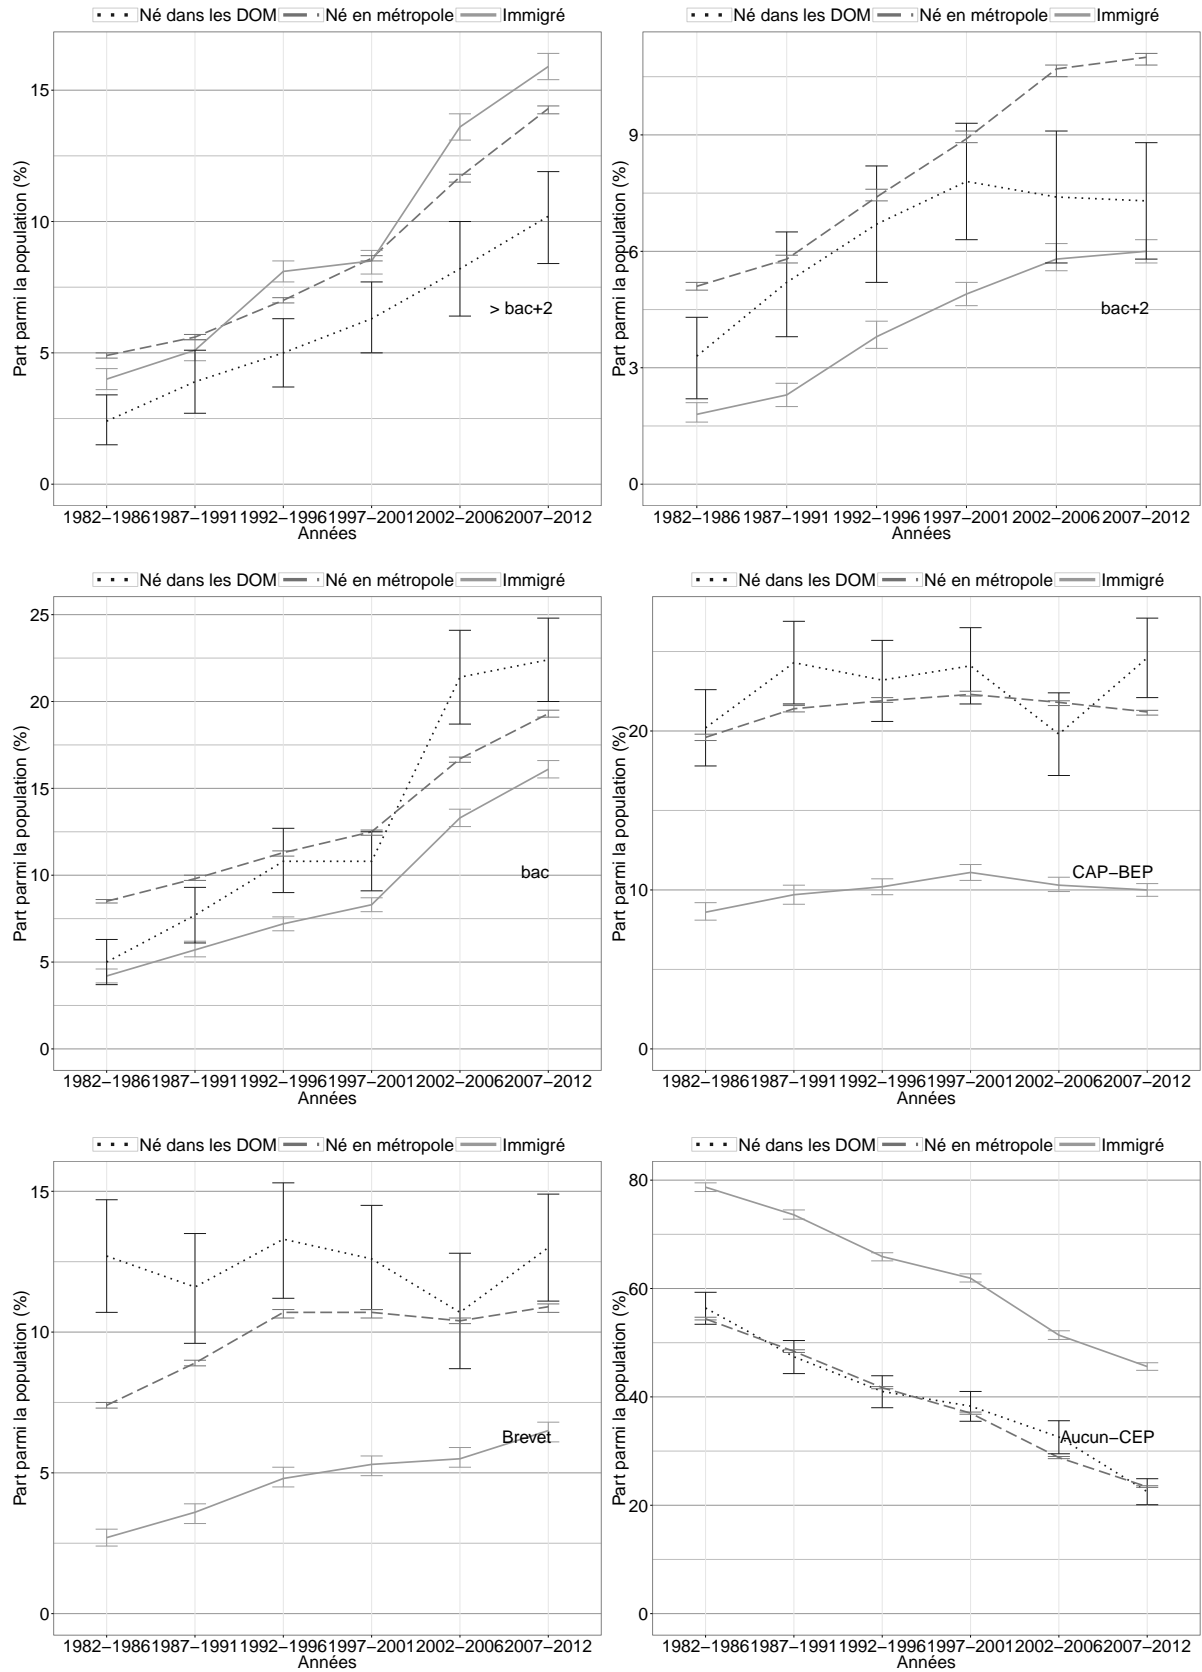 Né dans les DOM Né en métropole Immigré
Part parmi la population (%)
15
10
5
0
> bac+2
1982–1986 1987–1991 1992–1996 1997–2001 2002–2006 2007–2012
Années
Né dans les DOM Né en métropole Immigré
Part parmi la population (%)
9
6
3
0
bac+2
1982–1986 1987–1991 1992–1996 1997–2001 2002–2006 2007–2012
Années
Né dans les DOM Né en métropole Immigré
Part parmi la population (%)
25
20
15
10
5
0
bac
1982–1986 1987–1991 1992–1996 1997–2001 2002–2006 2007–2012
Années
Né dans les DOM Né en métropole Immigré
Part parmi la population (%)
20
10
0
CAP–BEP
1982–1986 1987–1991 1992–1996 1997–2001 2002–2006 2007–2012
Années
Né dans les DOM Né en métropole Immigré
Part parmi la population (%)
15
10
5
0
Brevet
1982–1986 1987–1991 1992–1996 1997–2001 2002–2006 2007–2012
Années
Né dans les DOM Né en métropole Immigré
Part parmi la population (%)
80
60
40
20
0
Aucun–CEP
1982–1986 1987–1991 1992–1996 1997–2001 2002–2006 2007–2012
Années